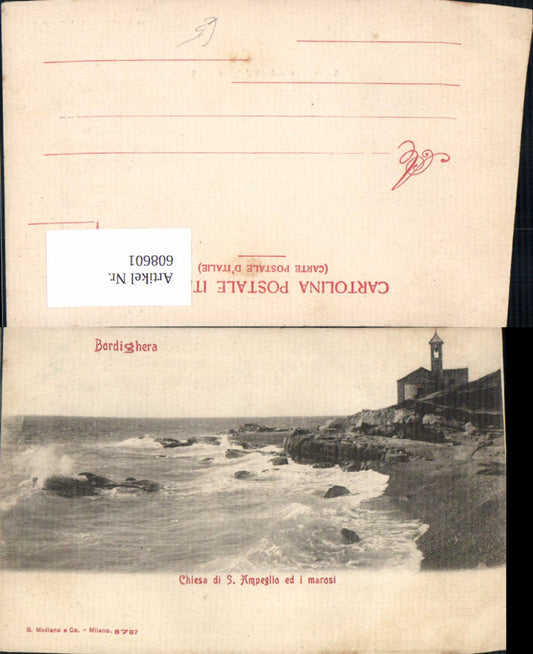 Artikel Nr.
608601
CARTOLINA POSTALE IT
(CARTE POSTALE D'ITALIE)
Bordighera
Chiesa di S. Ampeglio ed i marosi
G. Modiano e Co. - Milano. 8787